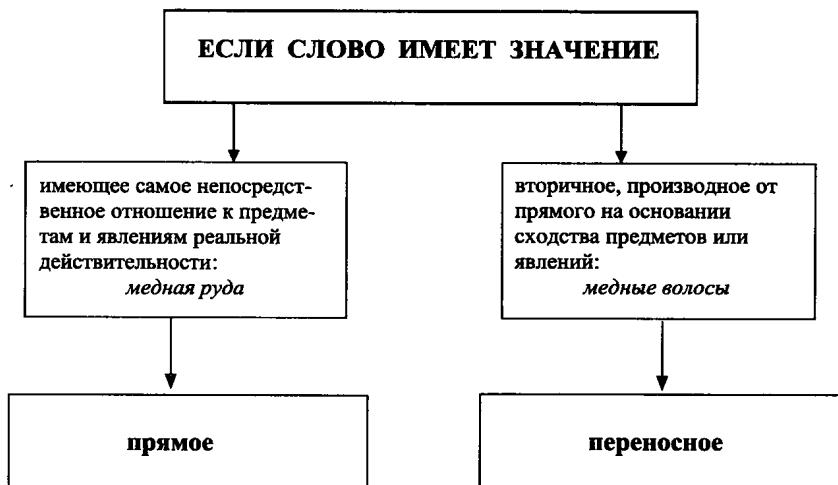 ЕСЛИ СЛОВО ИМЕЕТ ЗНАЧЕНИЕ
имеющее самое непосредст-
венное отношение к предме-
там и явлениям реальной
действительности:
медная руда
вторичное, производное от
прямого на основании
сходства предметов или
явлений:
медные волосы
прямое
переносное